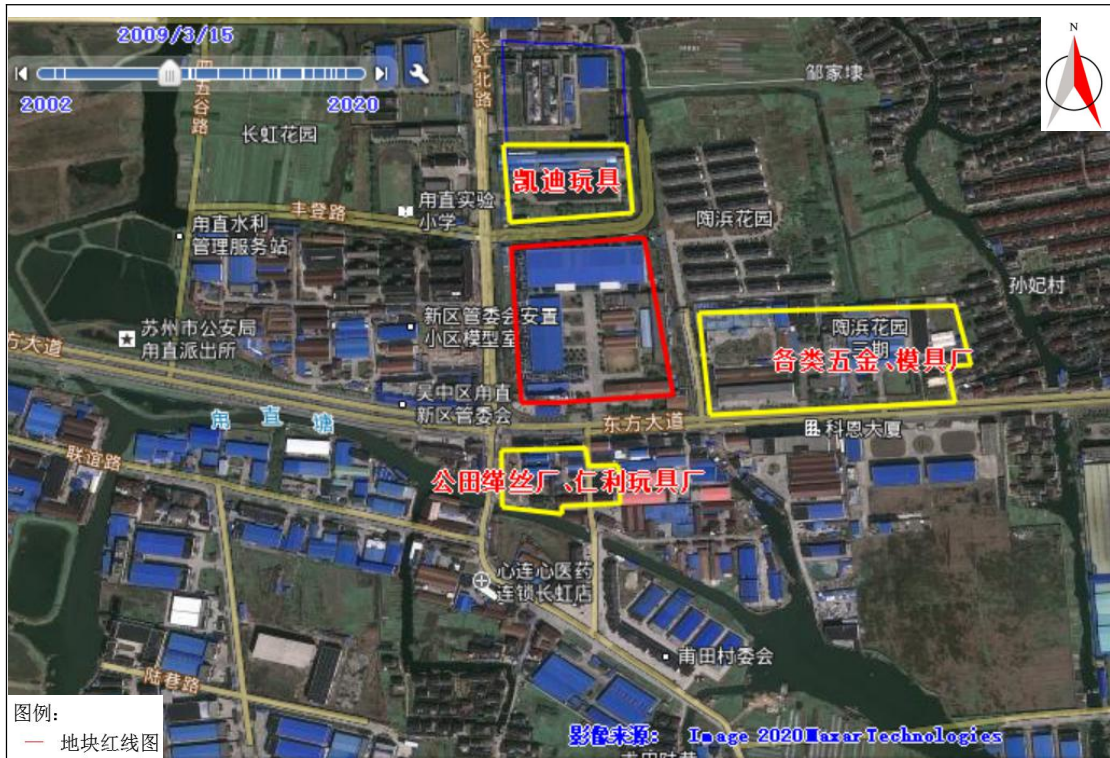 2009/3/15
2002
2020
N
四五谷路
长虹北路
邹家埭
长虹花园
凯迪玩具
甪直实验
小学
丰登路
陶浜花园
甪直水利
管理服务站
孙妃村
新区管委会安置
小区模型室
陶浜花园
三期
苏州市公安局
甪直派出所
各类五金、模具厂
方大道
吴中区甪直
新区管委会
东方大道
科恩大厦
甪直塘
联谊路
公田缂丝厂、仁利玩具厂
心连心医药
连锁长虹店
甫田村委会
陆巷路
图例：
地块红线图
影像来源： Image 2020 Maxar Technologies